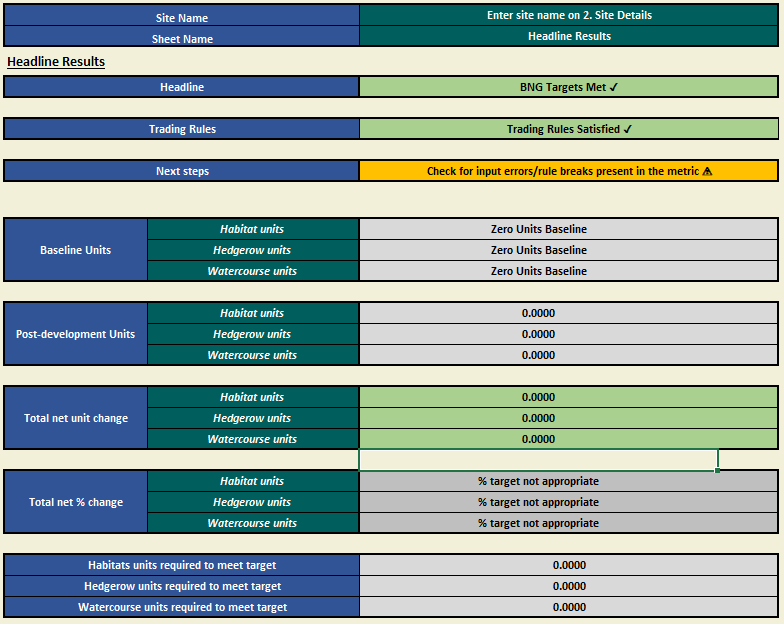 Site Name Enter site name on 2. Site Details
Sheet Name Headline Results
Headline Results
Headline BNG Targets Met ✓
Trading Rules Trading Rules Satisfied ✓
Next steps Check for input errors/rule breaks present in the metric ⚠
Habitat units Zero Units Baseline
Baseline Units Hedgerow units Zero Units Baseline
Watercourse units Zero Units Baseline
Habitat units 0.0000
Post-development Units Hedgerow units 0.0000
Watercourse units 0.0000
Habitat units 0.0000
Total net unit change Hedgerow units 0.0000
Watercourse units 0.0000
Habitat units % target not appropriate
Total net % change Hedgerow units % target not appropriate
Watercourse units % target not appropriate
Habitats units required to meet target 0.0000
Hedgerow units required to meet target 0.0000
Watercourse units required to meet target 0.0000